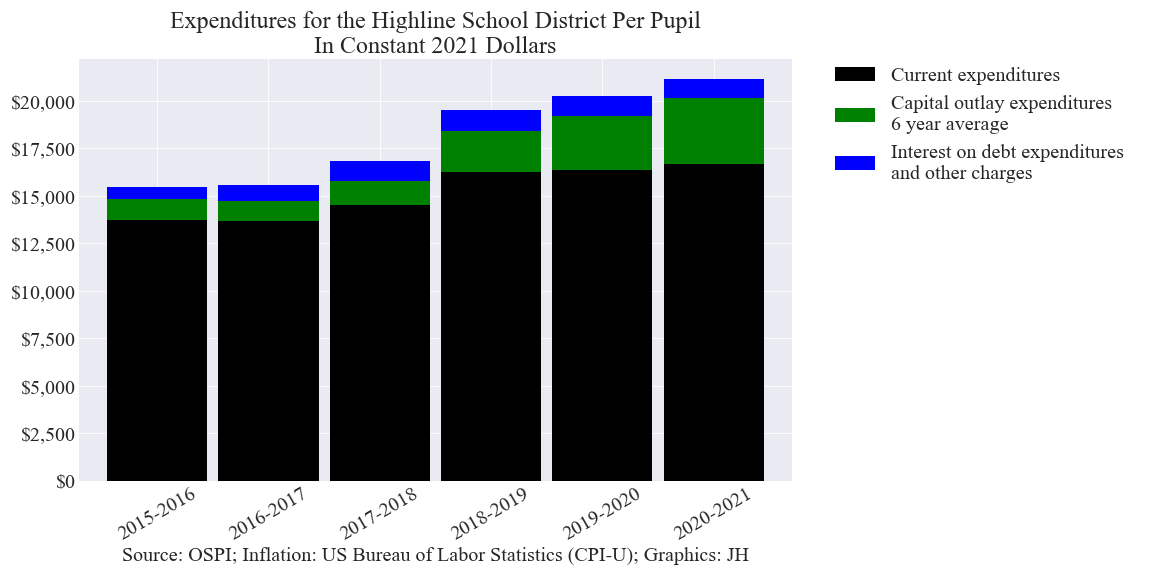 Expenditures for the Highline School District Per Pupil
In Constant 2021 Dollars
$20,000
$17,500
$15,000
$12,500
$10,000
$7,500
$5,000
$2,500
$0
2015-2016
2016-2017
2017-2018
2018-2019
2019-2020
2020-2021
Source: OSPI; Inflation: US Bureau of Labor Statistics (CPI-U); Graphics: JH
Current expenditures
Capital outlay expenditures
6 year average
Interest on debt expenditures
and other charges